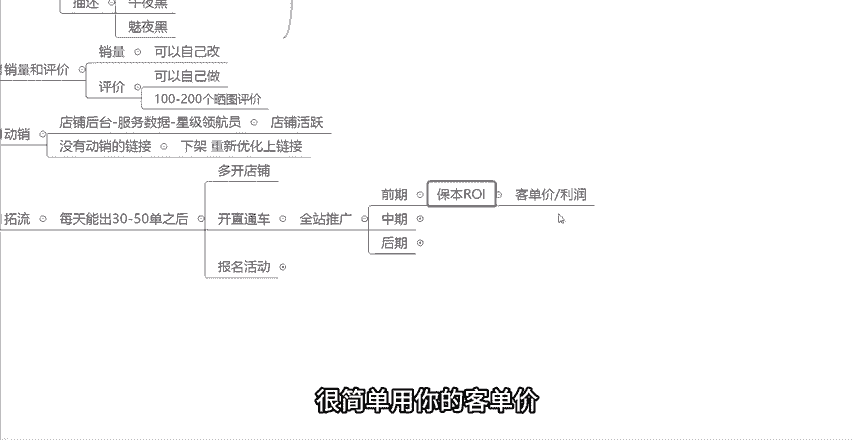 描述
午夜黑
魅夜黑
销量 可以自己改
销量和评价
评价
可以自己做
100-200个晒图评价
动销
店铺后台-服务数据-星级领航员 店铺活跃
没有动销的链接 下架 重新优化上链接
拓流 每天能出30-50单之后
多开店铺
开直通车 全站推广
前期 保本ROI 客单价/利润
中期
后期
报名活动
很简单用你的客单价